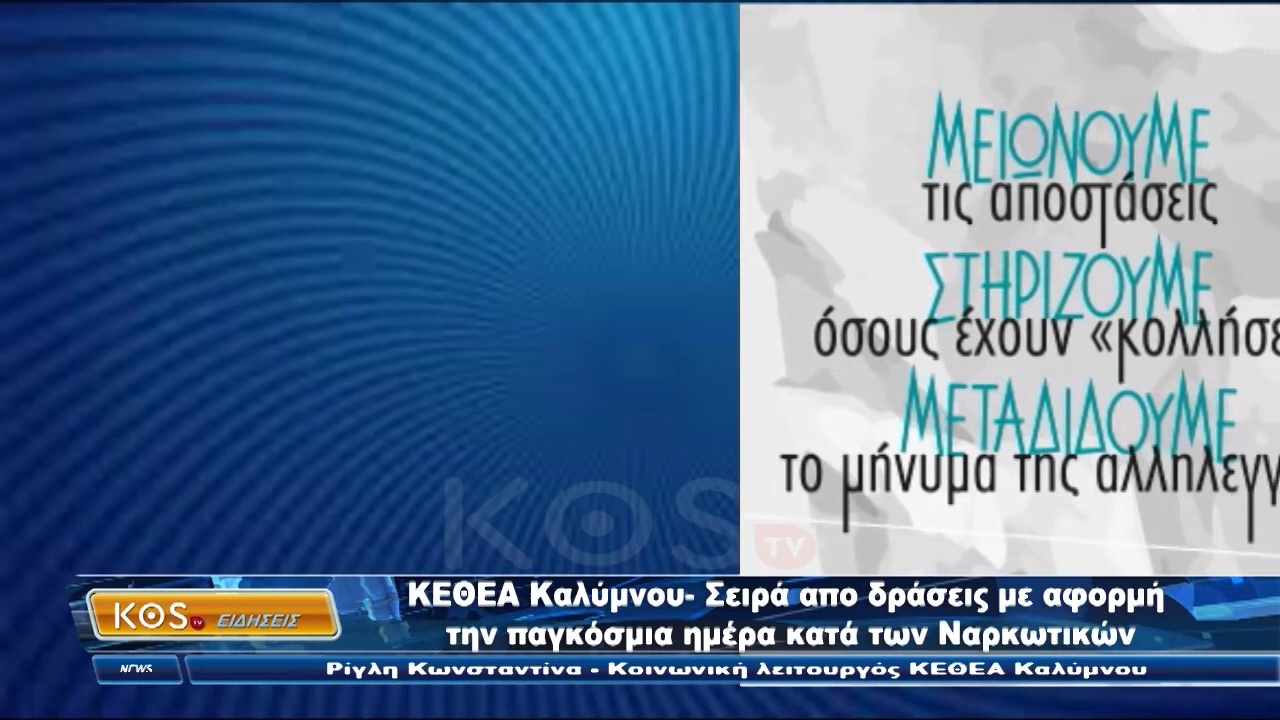 ΜΕΙΩΝΟΥΜΕ
τις αποστάσεις
ΣΤΗΡΙΖΟΥΜΕ
όσους έχουν «κολλήσε
ΜΕΤΑΔΙΔΟΥΜΕ
το μήνυμα της αλληλεγγ
KOS TV
KOS TV ΕΙΔΗΣΕΙΣ
ΚΕΘΕΑ Καλύμνου- Σειρά απο δράσεις με αφορμή
την παγκόσμια ημέρα κατά των Ναρκωτικών
NEWS
Ρίγλη Κωνσταντίνα - Κοινωνική λειτουργός ΚΕΘΕΑ Καλύμνου